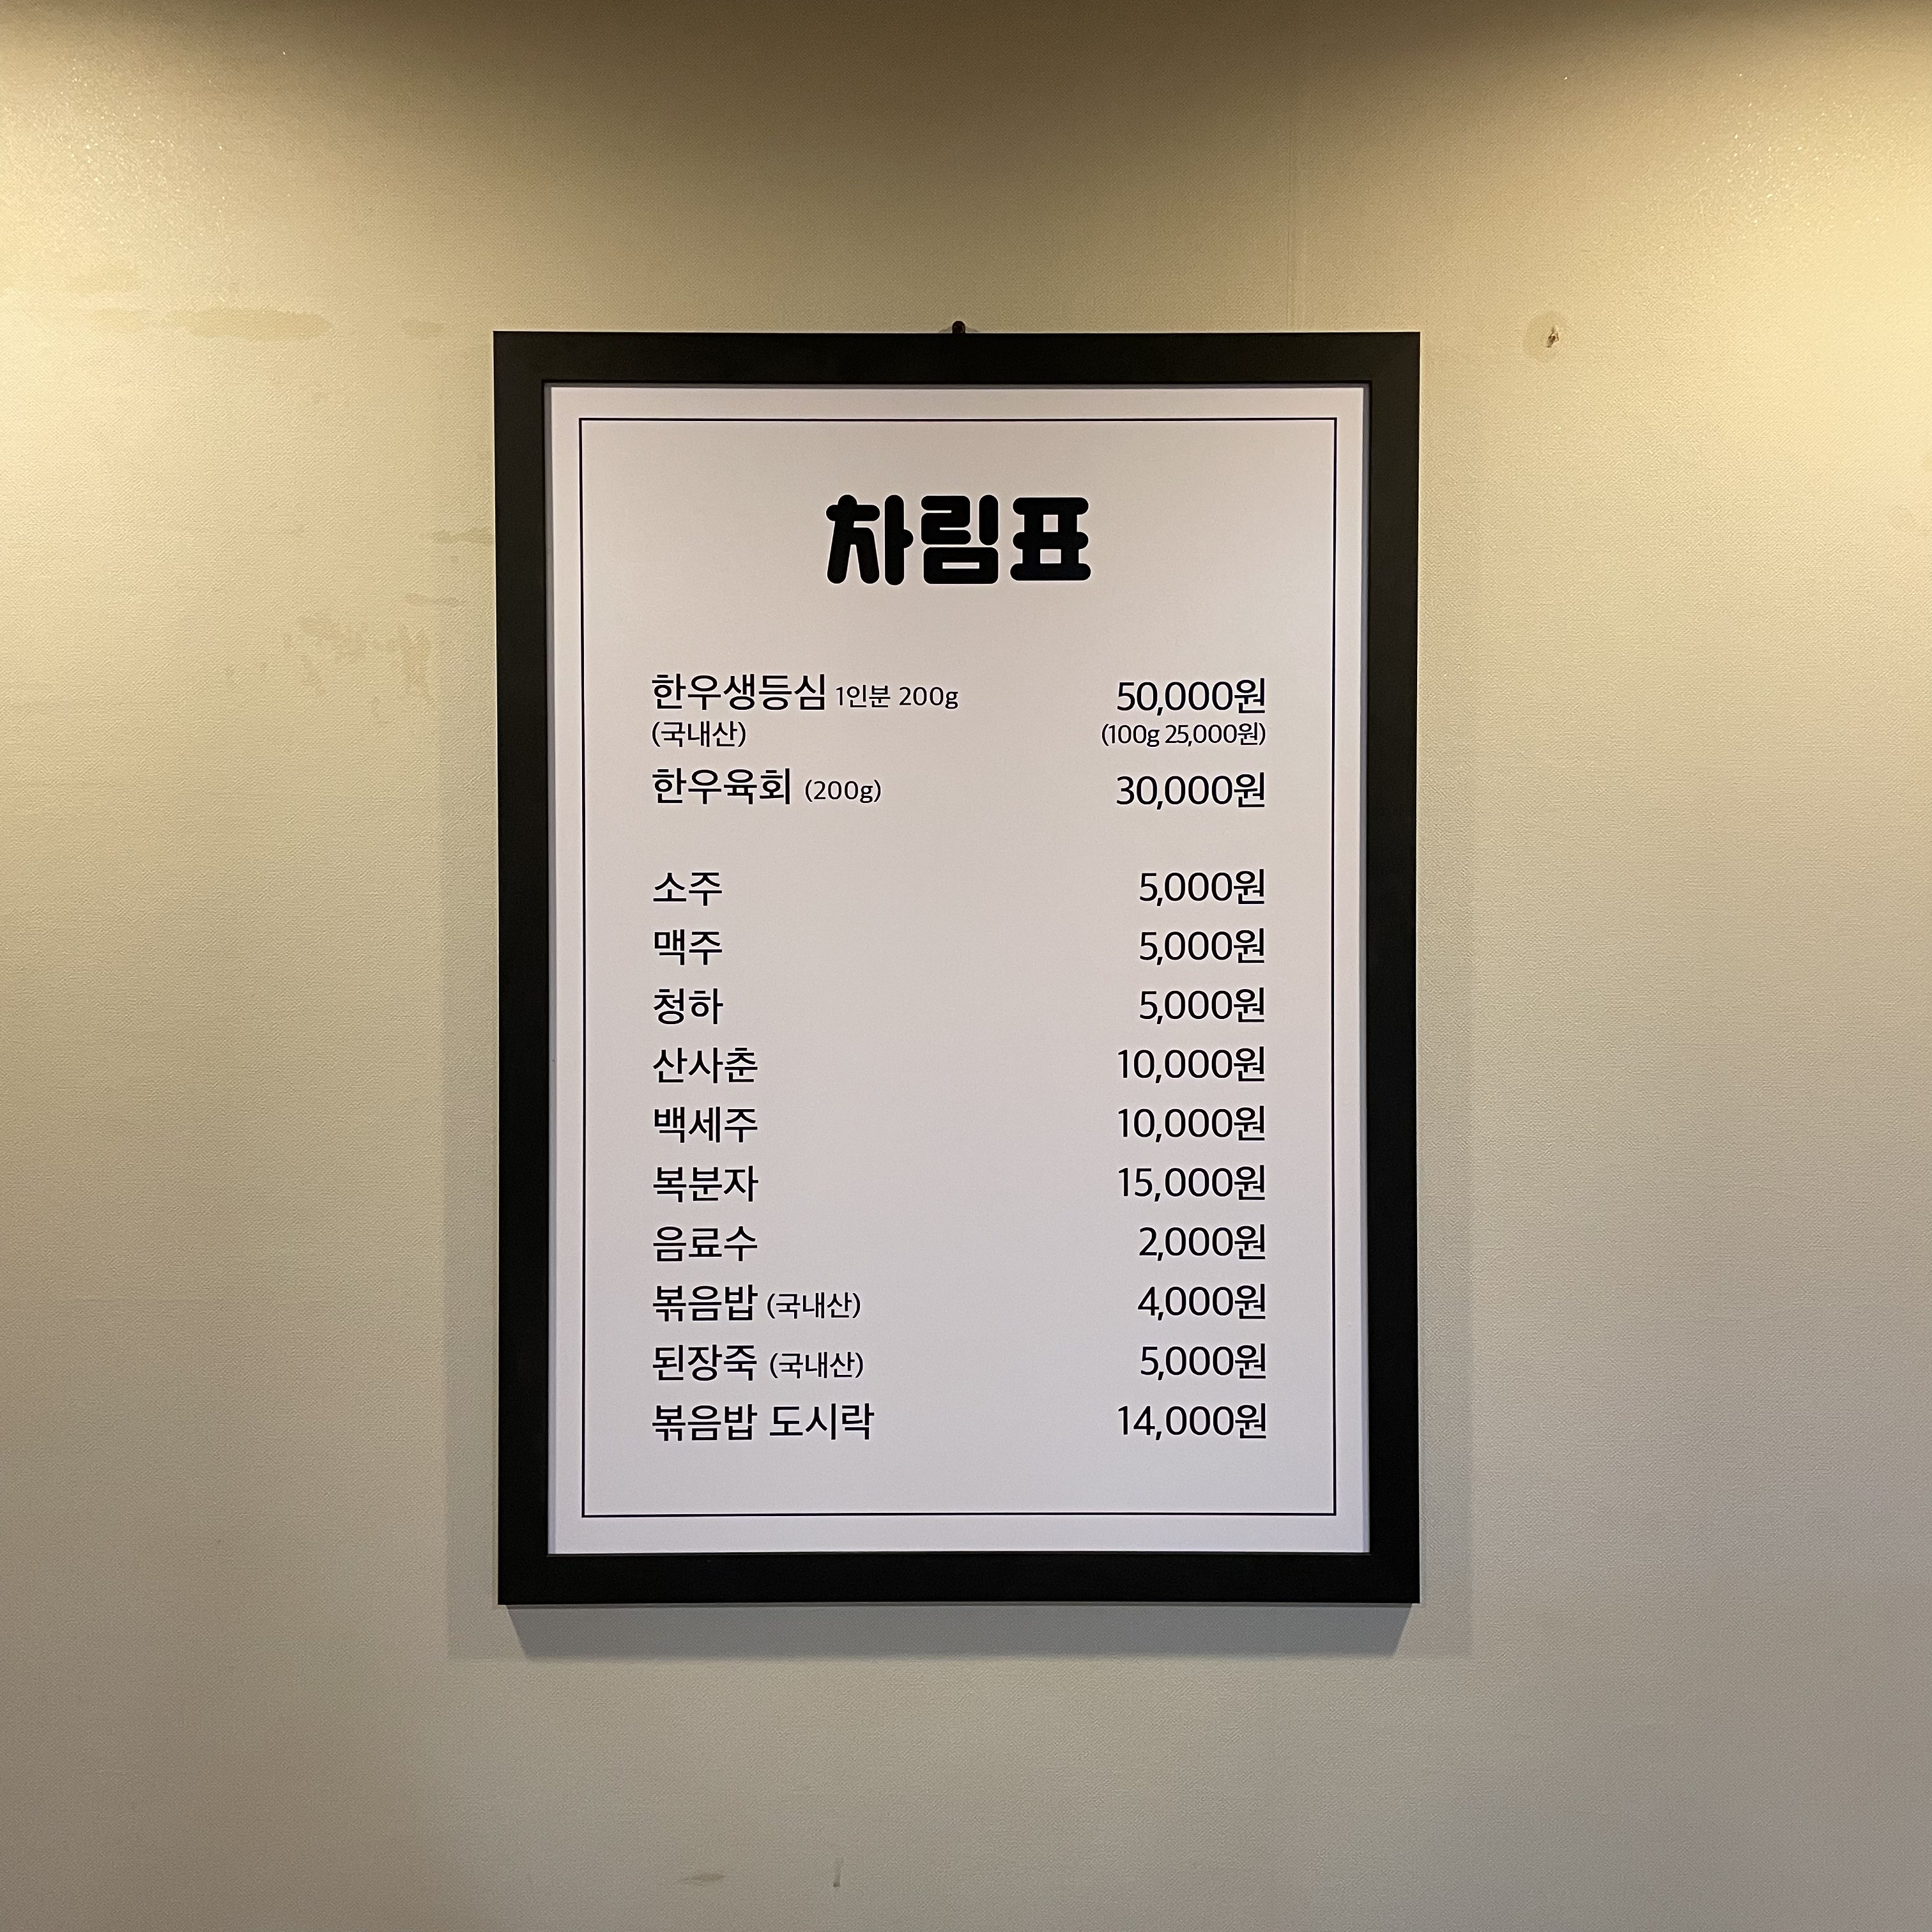 차림표
한우생등심 1인분 200g 50,000원
(국내산) (100g 25,000원)
한우육회 (200g) 30,000원
소주 5,000원
맥주 5,000원
청하 5,000원
산사춘 10,000원
백세주 10,000원
복분자 15,000원
음료수 2,000원
볶음밥 (국내산) 4,000원
된장죽 (국내산) 5,000원
볶음밥 도시락 14,000원